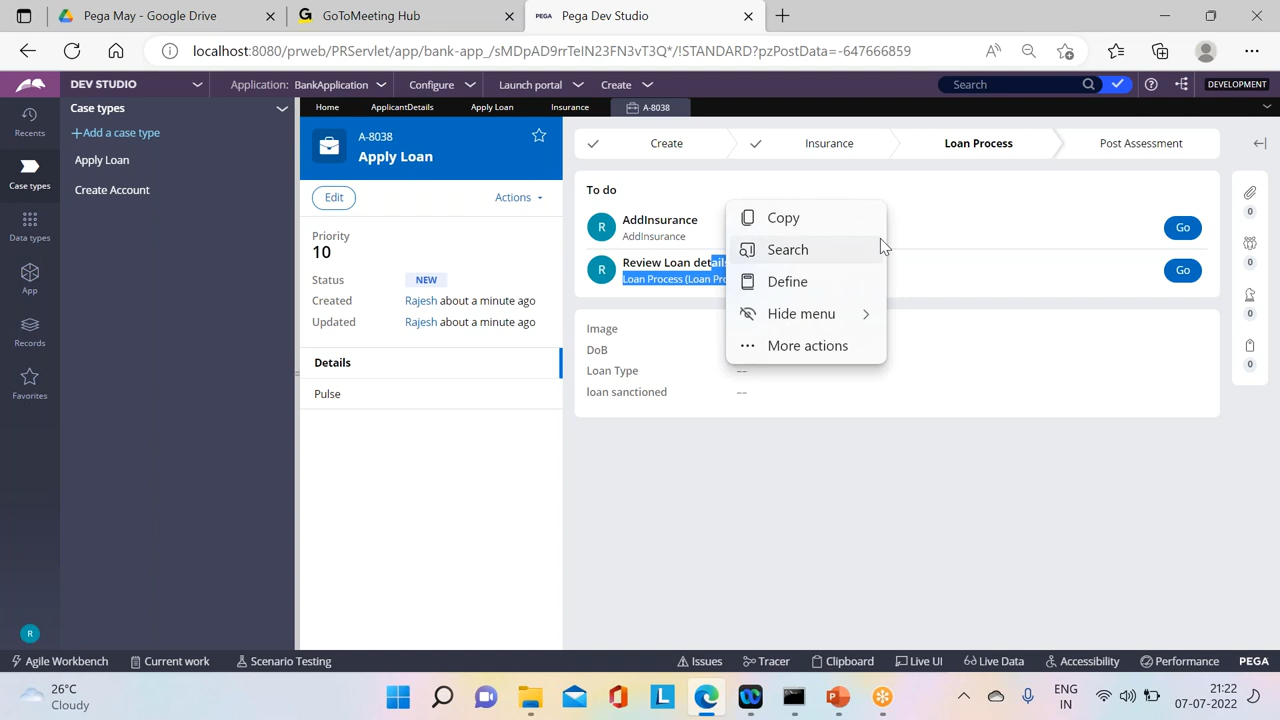 Pega May - Google Drive
GoToMeeting Hub
PEGA Pega Dev Studio
localhost:8080/prweb/PRServlet/app/bank-app_/sMDpAD9rrTeIN23FN3vT3Q*/!STANDARD?pzPostData=-647666859
DEV STUDIO
Application: BankApplication
Configure
Launch portal
Create
Search
DEVELOPMENT
Recents
Case types
Data types
App
Records
Favorites
R
Case types
+Add a case type
Apply Loan
Create Account
Home
ApplicantDetails
Apply Loan
Insurance
A-8038
A-8038
Apply Loan
Edit
Actions
Priority
10
Status NEW
Created Rajesh about a minute ago
Updated Rajesh about a minute ago
Details
Pulse
Create
Insurance
Loan Process
Post Assessment
To do
R
AddInsurance
AddInsurance
Go
R
Review Loan details
Loan Process (Loan Pro
Go
Image
DoB
Loan Type --
loan sanctioned --
Copy
Search
Define
Hide menu
More actions
0
0
0
0
Agile Workbench
Current work
Scenario Testing
Issues
Tracer
Clipboard
Live UI
Live Data
Accessibility
Performance
PEGA
26°C
Cloudy
ENG
IN
21:22
07-07-2022